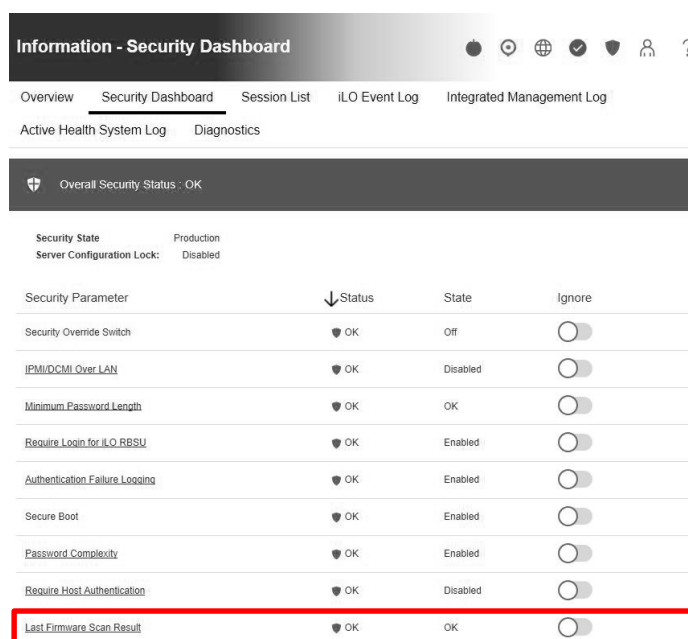 Information - Security Dashboard
Overview Security Dashboard Session List iLO Event Log Integrated Management Log
Active Health System Log Diagnostics
Overall Security Status : OK
Security State Production
Server Configuration Lock: Disabled
Security Parameter Status State Ignore
Security Override Switch OK Off
IPMI/DCMI Over LAN OK Disabled
Minimum Password Length OK OK
Require Login for iLO RBSU OK Enabled
Authentication Failure Logging OK Enabled
Secure Boot OK Enabled
Password Complexity OK Enabled
Require Host Authentication OK Disabled
Last Firmware Scan Result OK OK